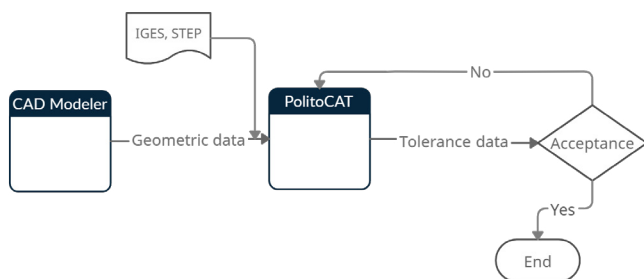 IGES, STEP
CAD Modeler
Geometric data
PolitoCAT
Tolerance data
No
Acceptance
Yes
End